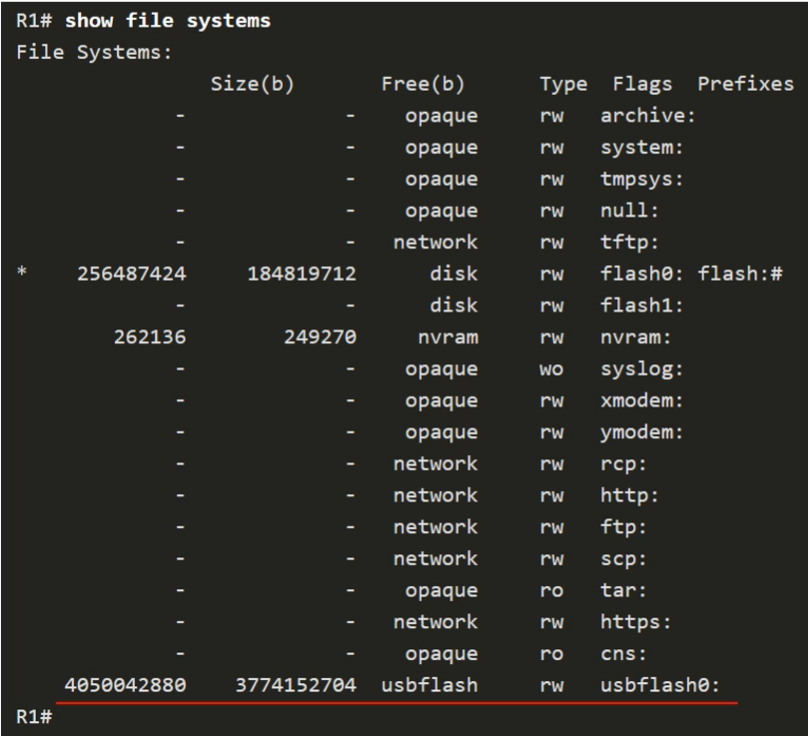 R1# show file systems
File Systems:
Size(b) Free(b) Type Flags Prefixes
- - opaque rw archive:
- - opaque rw system:
- - opaque rw tmpsys:
- - opaque rw null:
- - network rw tftp:
* 256487424 184819712 disk rw flash0: flash:#
- - disk rw flash1:
262136 249270 nvram rw nvram:
- - opaque wo syslog:
- - opaque rw xmodem:
- - opaque rw ymodem:
- - network rw rcp:
- - network rw http:
- - network rw ftp:
- - network rw scp:
- - opaque ro tar:
- - network rw https:
- - opaque ro cns:
4050042880 3774152704 usbflash rw usbflash0:
R1#